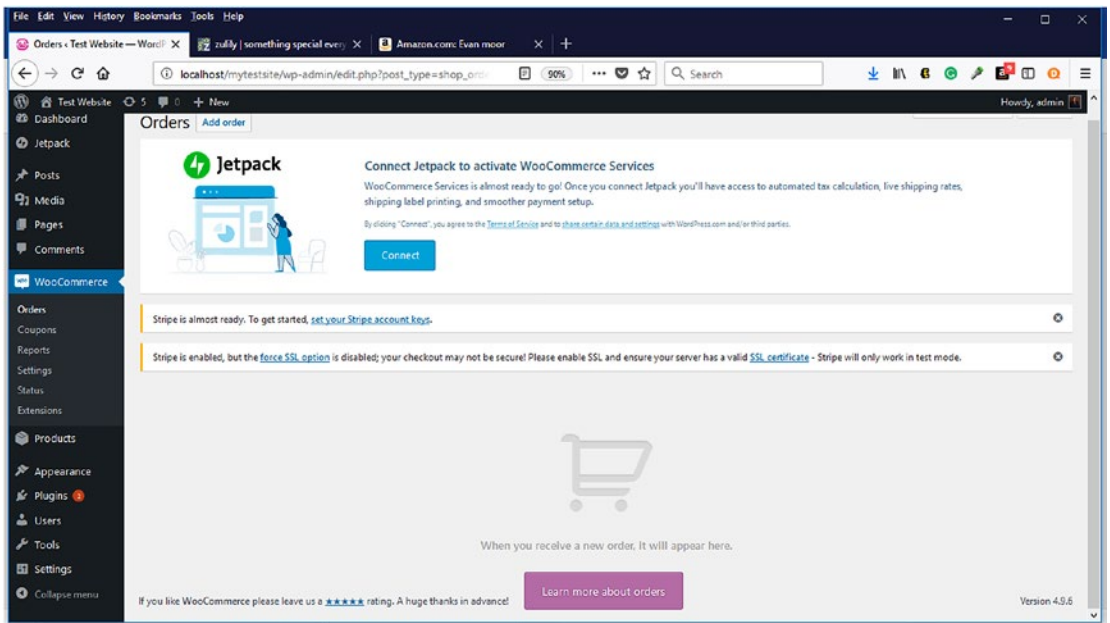 File Edit View History Bookmarks Tools Help
Orders ‹ Test Website — WordP
zulily | something special every
Amazon.com: Evan moor
localhost/mytestsite/wp-admin/edit.php?post_type=shop_orde
90%
Search
Test Website 5 0 + New
Howdy, admin
Dashboard
Jetpack
Posts
Media
Pages
Comments
WooCommerce
Orders
Coupons
Reports
Settings
Status
Extensions
Products
Appearance
Plugins 2
Users
Tools
Settings
Collapse menu
Orders Add order
Jetpack
Connect Jetpack to activate WooCommerce Services
WooCommerce Services is almost ready to go! Once you connect Jetpack you'll have access to automated tax calculation, live shipping rates,
shipping label printing, and smoother payment setup.
By clicking "Connect", you agree to the Terms of Service and to share certain data and settings with WordPress.com and/or third parties.
Connect
Stripe is almost ready. To get started, set your Stripe account keys.
Stripe is enabled, but the force SSL option is disabled; your checkout may not be secure! Please enable SSL and ensure your server has a valid SSL certificate - Stripe will only work in test mode.
When you receive a new order, it will appear here.
Learn more about orders
If you like WooCommerce please leave us a ★★★★★ rating. A huge thanks in advance!
Version 4.9.6